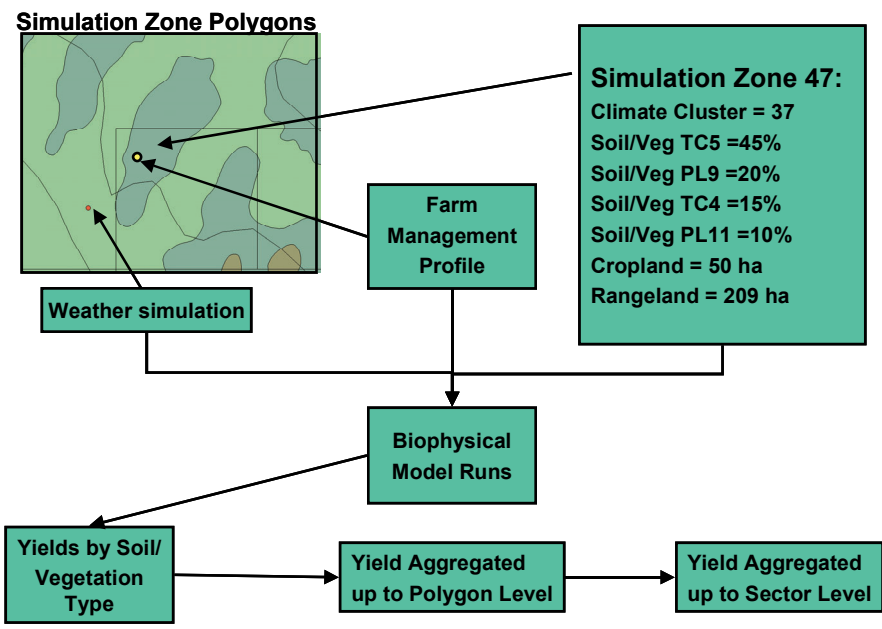 Simulation Zone Polygons
Simulation Zone 47:
Climate Cluster = 37
Soil/Veg TC5 =45%
Soil/Veg PL9 =20%
Soil/Veg TC4 =15%
Soil/Veg PL11 =10%
Cropland = 50 ha
Rangeland = 209 ha
Farm
Management
Profile
Weather simulation
Biophysical
Model Runs
Yields by Soil/
Vegetation
Type
Yield Aggregated
up to Polygon Level
Yield Aggregated
up to Sector Level